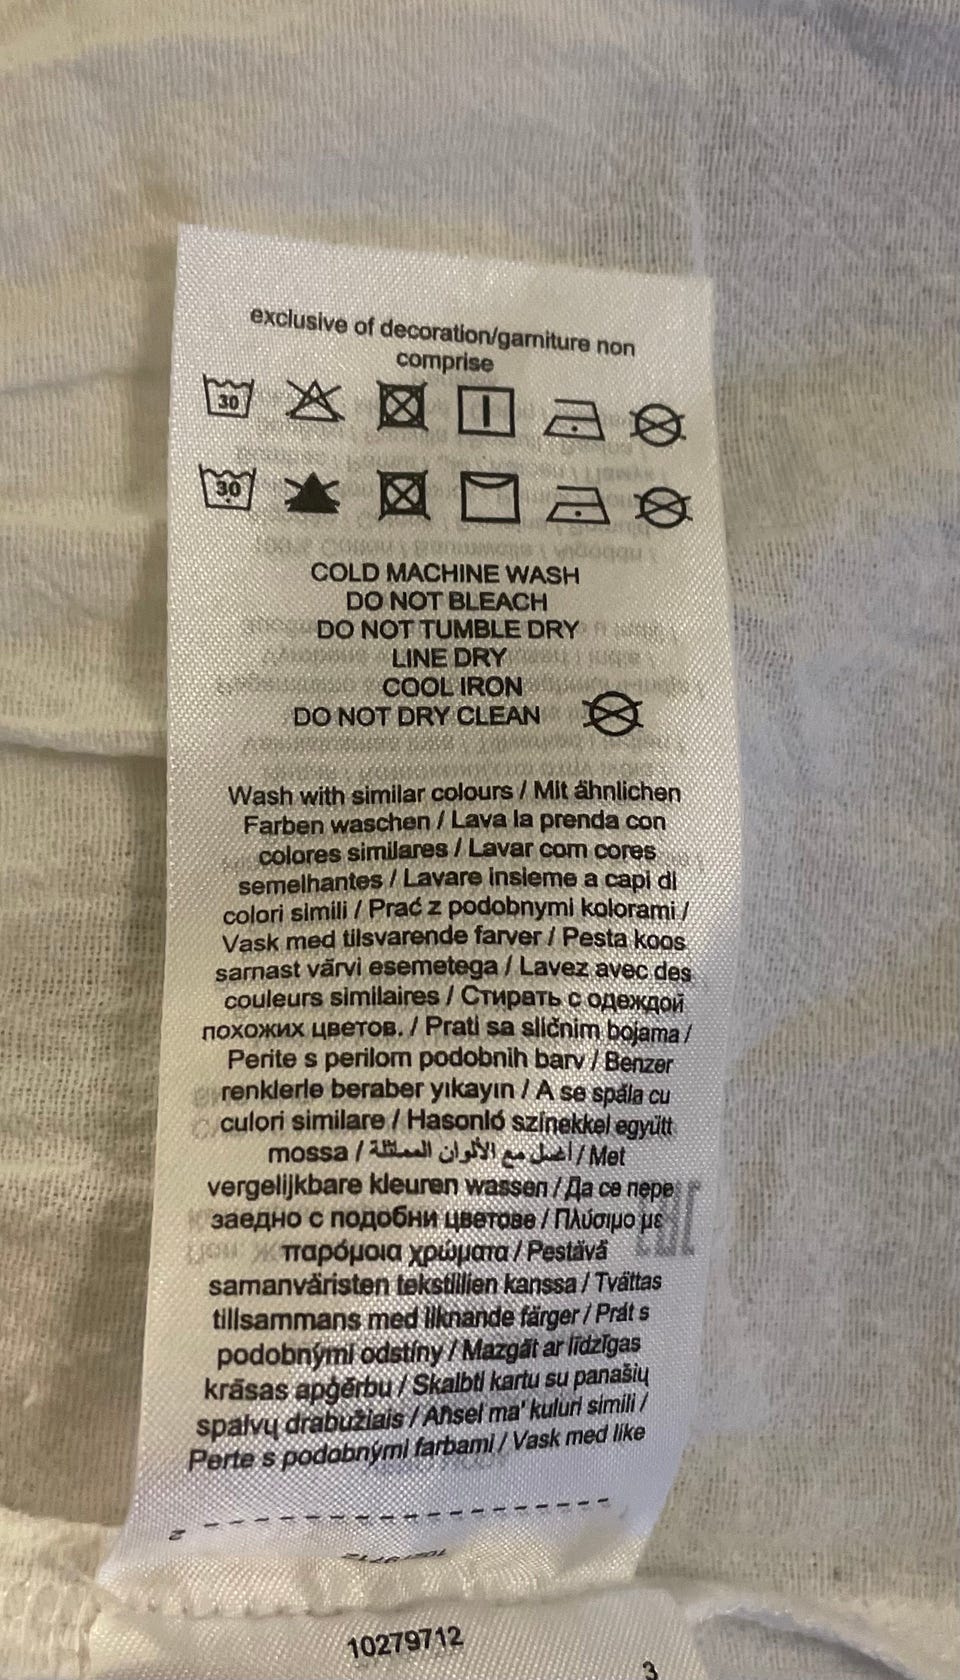 exclusive of decoration/garniture non
comprise
30
30
COLD MACHINE WASH
DO NOT BLEACH
DO NOT TUMBLE DRY
LINE DRY
COOL IRON
DO NOT DRY CLEAN
Wash with similar colours / Mit ähnlichen
Farben waschen / Lava la prenda con
colores similares / Lavar com cores
semelhantes / Lavare insieme a capi di
colori simili / Prać z podobnymi kolorami /
Vask med tilsvarende farver / Pesta koos
sarnast värvi esemetega / Lavez avec des
couleurs similaires / Стирать с одеждой
похожих цветов. / Prati sa sličnim bojama /
Perite s perilom podobnih barv / Benzer
renklerle beraber yıkayın / A se spăla cu
culori similare / Hasonló színekkel együtt
mossa / أغسل مع الألوان المماثلة / Met
vergelijkbare kleuren wassen / Да се пере
заедно с подобни цветове / Πλύσιμο με
παρόμοια χρώματα / Pestävä
samanväristen tekstiilien kanssa / Tvättas
tillsammans med liknande färger / Prát s
podobnými odstíny / Mazgāt ar līdzīgas
krāsas apģērbu / Skalbti kartu su panašių
spalvų drabužiais / Aħsel ma' kuluri simili /
Perte s podobnými farbami / Vask med like
2
10279712
10279712
3